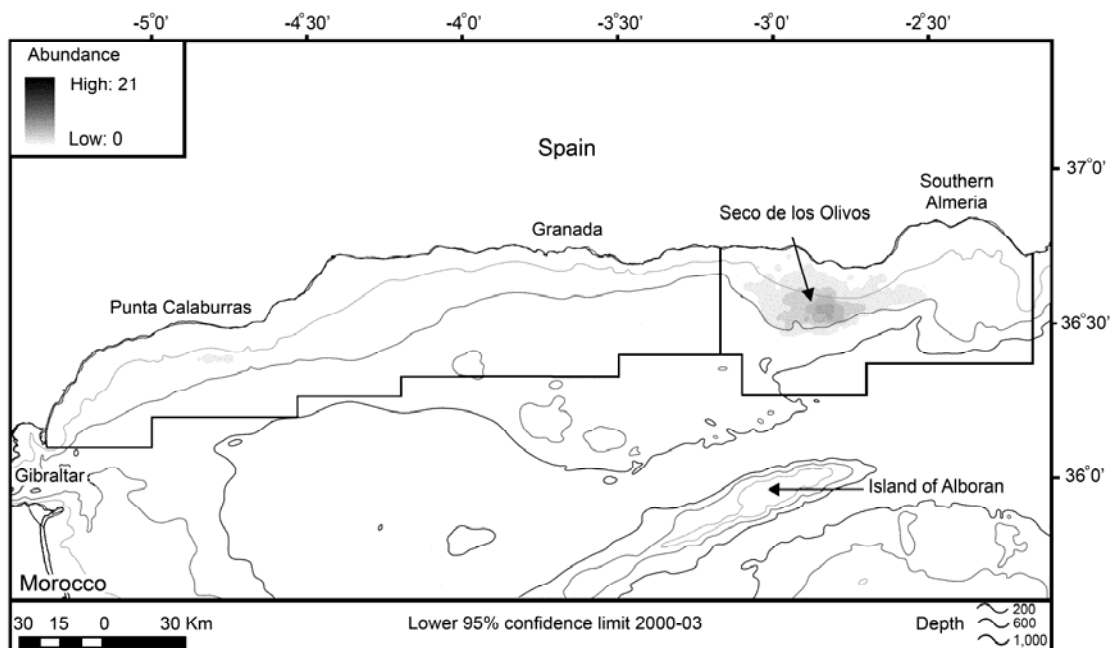 -5°0' -4°30' -4°0' -3°30' -3°0' -2°30'
Abundance
High: 21
Low: 0
Spain
37°0'
Southern
Almeria
Seco de los Olivos
Granada
Punta Calaburras
36°30'
Gibraltar
36°0'
Island of Alboran
Morocco
30 15 0 30 Km
Lower 95% confidence limit 2000-03
Depth
200
600
1,000